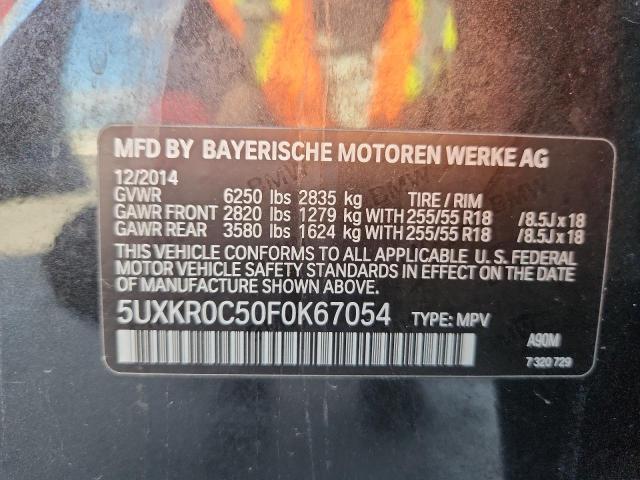 MFD BY BAYERISCHE MOTOREN WERKE AG
12/2014
GVWR 6250 lbs 2835 kg TIRE / RIM
GAWR FRONT 2820 lbs 1279 kg WITH 255/55 R18 /8.5J x 18
GAWR REAR 3580 lbs 1624 kg WITH 255/55 R18 /8.5J x 18
THIS VEHICLE CONFORMS TO ALL APPLICABLE U. S. FEDERAL
MOTOR VEHICLE SAFETY STANDARDS IN EFFECT ON THE DATE
OF MANUFACTURE SHOWN ABOVE.
5UXKR0C50F0K67054 TYPE: MPV
A90M
7 320 729